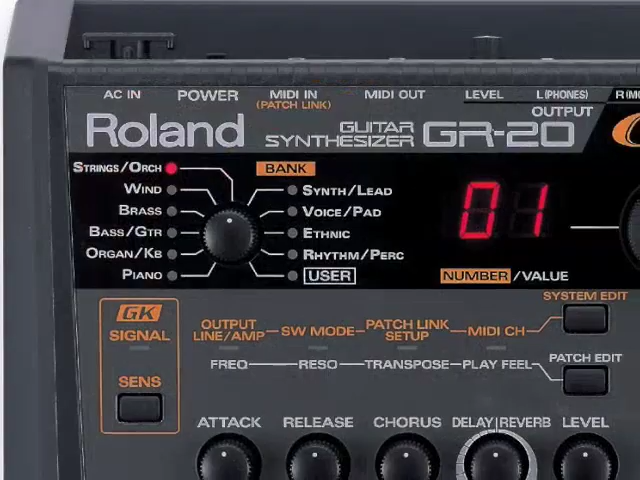 AC IN POWER MIDI IN MIDI OUT LEVEL L (PHONES) R (MO
(PATCH LINK)
OUTPUT
Roland GUITAR SYNTHESIZER GR-20
STRINGS/ORCH BANK
WIND SYNTH/LEAD
BRASS VOICE/PAD
BASS/GTR ETHNIC
ORGAN/KB RHYTHM/PERC
PIANO USER
01
NUMBER/VALUE
SYSTEM EDIT
GK
SIGNAL
OUTPUT LINE/AMP SW MODE PATCH LINK SETUP MIDI CH
FREQ RESO TRANSPOSE PLAY FEEL PATCH EDIT
SENS
ATTACK RELEASE CHORUS DELAY|REVERB LEVEL